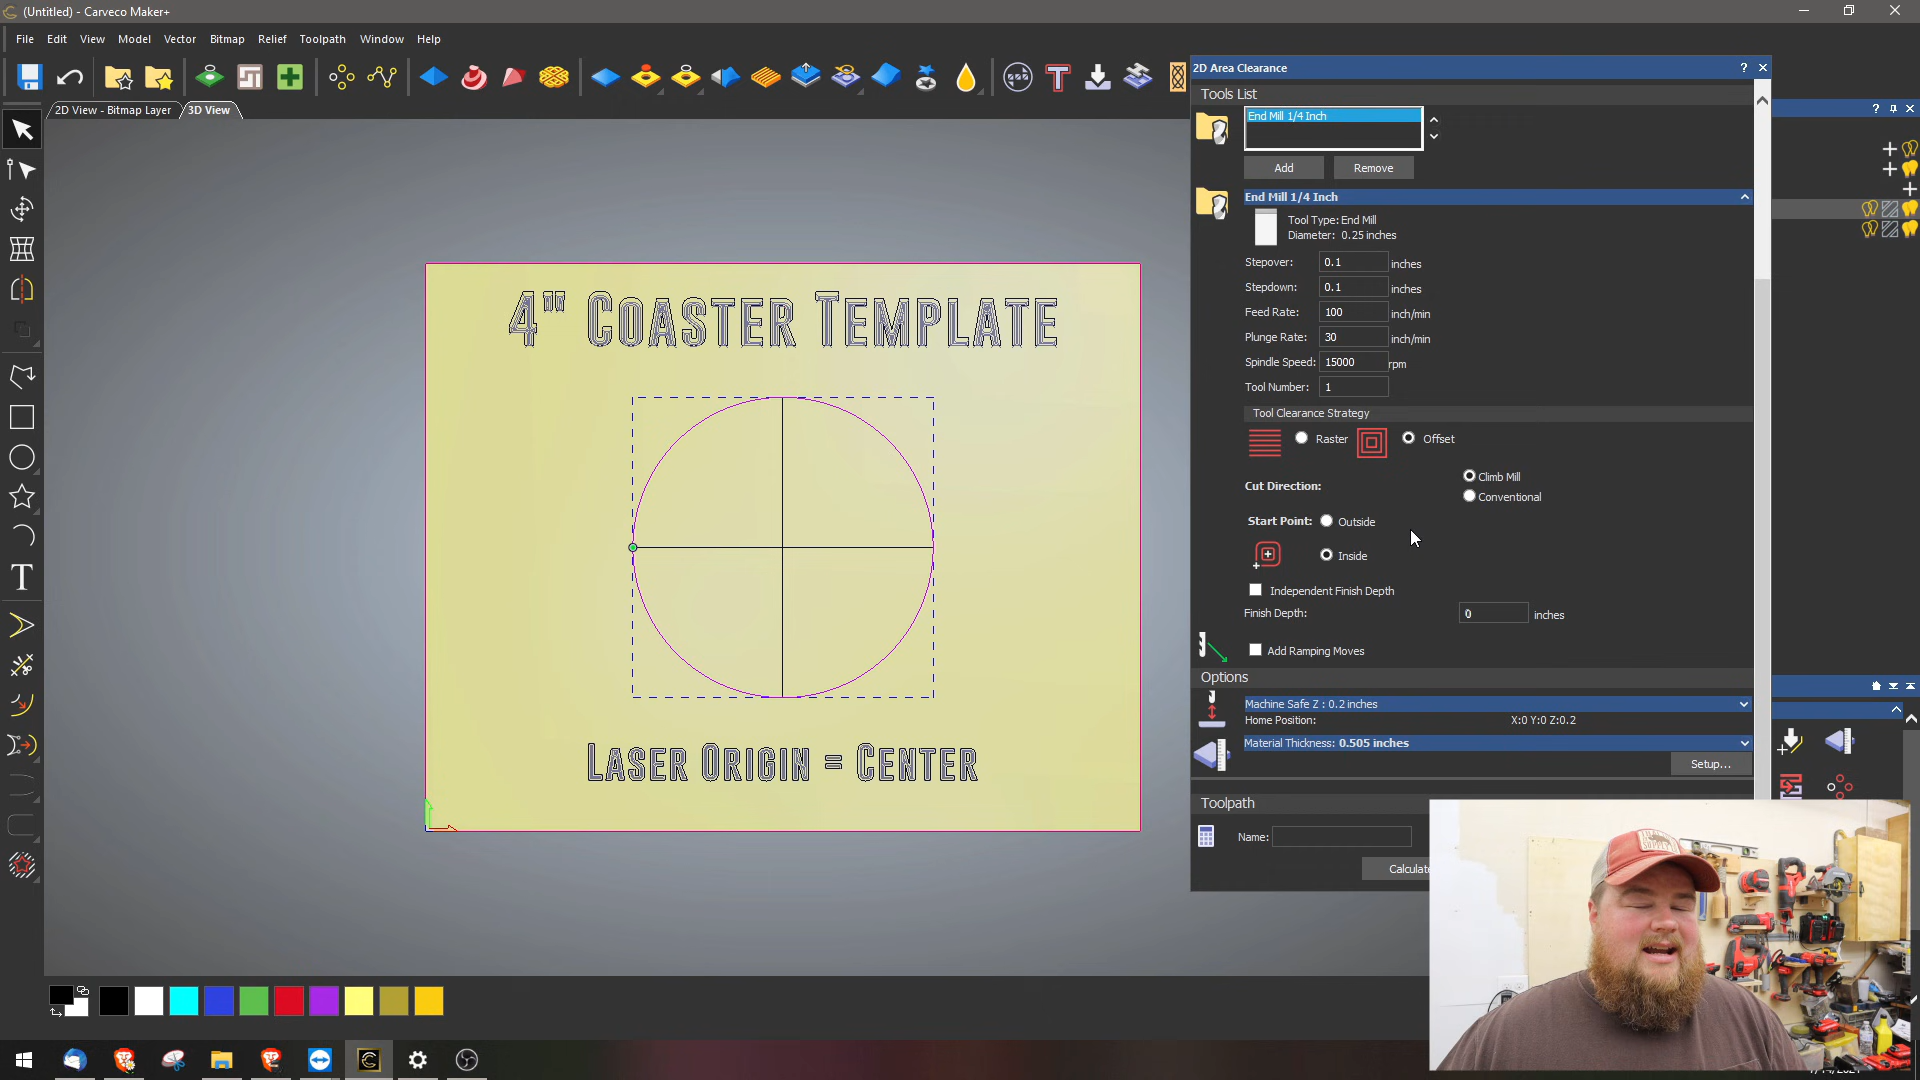 (Untitled) - Carveco Maker+
File Edit View Model Vector Bitmap Relief Toolpath Window Help
2D View - Bitmap Layer
3D View
4" Coaster Template
Laser Origin = Center
2D Area Clearance
Tools List
End Mill 1/4 Inch
Add Remove
End Mill 1/4 Inch
Tool Type: End Mill
Diameter: 0.25 inches
Stepover: 0.1 inches
Stepdown: 0.1 inches
Feed Rate: 100 inch/min
Plunge Rate: 30 inch/min
Spindle Speed: 15000 rpm
Tool Number: 1
Tool Clearance Strategy
Raster Offset
Climb Mill
Cut Direction:
Conventional
Start Point: Outside
Inside
Independent Finish Depth
Finish Depth: 0 inches
Add Ramping Moves
Options
Machine Safe Z : 0.2 inches
Home Position: X:0 Y:0 Z:0.2
Material Thickness: 0.505 inches
Setup...
Toolpath
Name:
Calculate